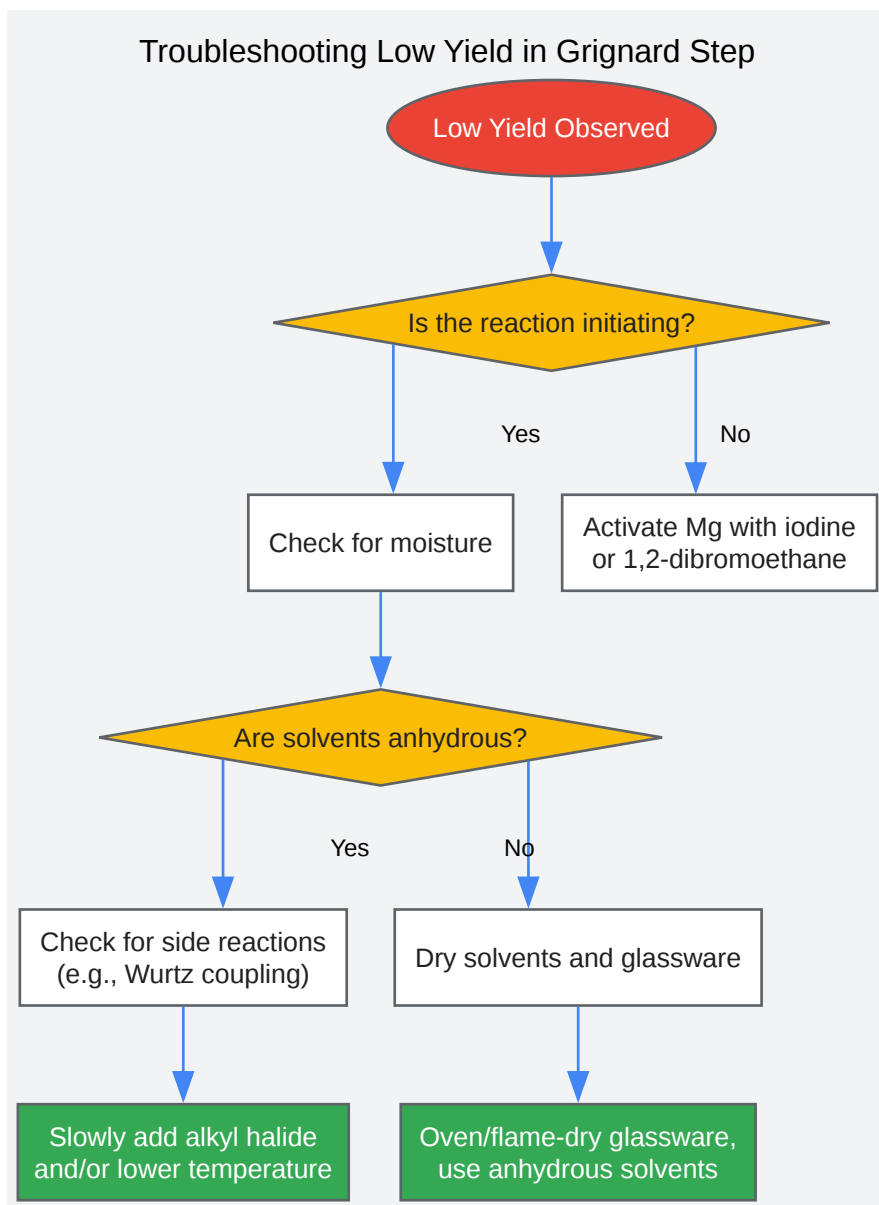 Troubleshooting Low Yield in Grignard Step
Low Yield Observed
Is the reaction initiating?
Yes
No
Check for moisture
Activate Mg with iodine
or 1,2-dibromoethane
Are solvents anhydrous?
Yes
No
Check for side reactions
(e.g., Wurtz coupling)
Dry solvents and glassware
Slowly add alkyl halide
and/or lower temperature
Oven/flame-dry glassware,
use anhydrous solvents